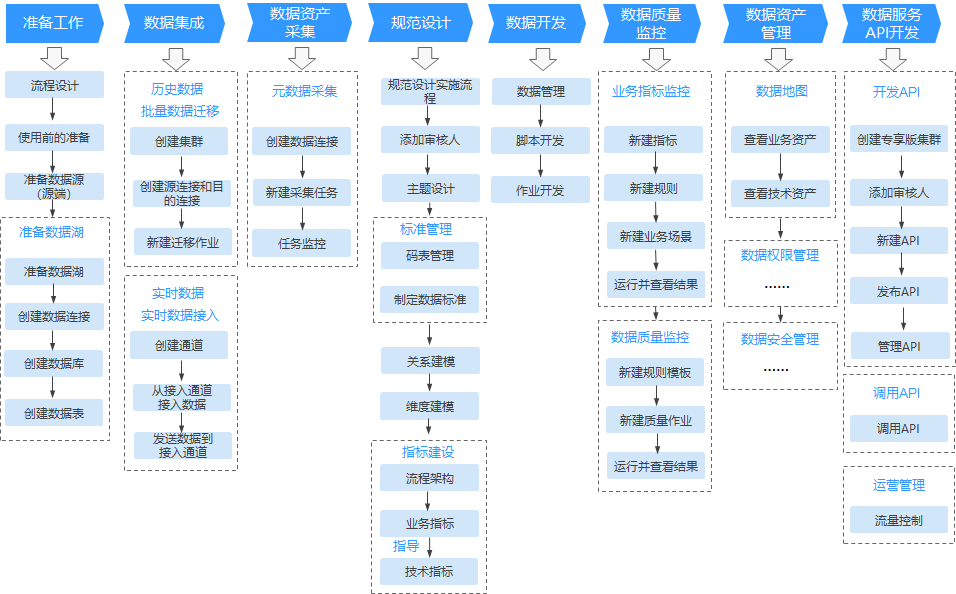 准备工作
流程设计
使用前的准备
准备数据源
（源端）
准备数据湖
准备数据湖
创建数据连接
创建数据库
创建数据表
数据集成
历史数据
批量数据迁移
创建集群
创建源连接和目
的连接
新建迁移作业
实时数据
实时数据接入
创建通道
从接入通道
接入数据
发送数据到
接入通道
数据资产
采集
元数据采集
创建数据连接
新建采集任务
任务监控
规范设计
规范设计实施流
程
添加审核人
主题设计
标准管理
码表管理
制定数据标准
关系建模
维度建模
指标建设
流程架构
业务指标
指导
技术指标
数据开发
数据管理
脚本开发
作业开发
数据质量
监控
业务指标监控
新建指标
新建规则
新建业务场景
运行并查看结果
数据质量监控
新建规则模板
新建质量作业
运行并查看结果
数据资产
管理
数据地图
查看业务资产
查看技术资产
数据权限管理
......
数据安全管理
......
数据服务
API开发
开发API
创建专享版集群
添加审核人
新建API
发布API
管理API
调用API
调用API
运营管理
流量控制